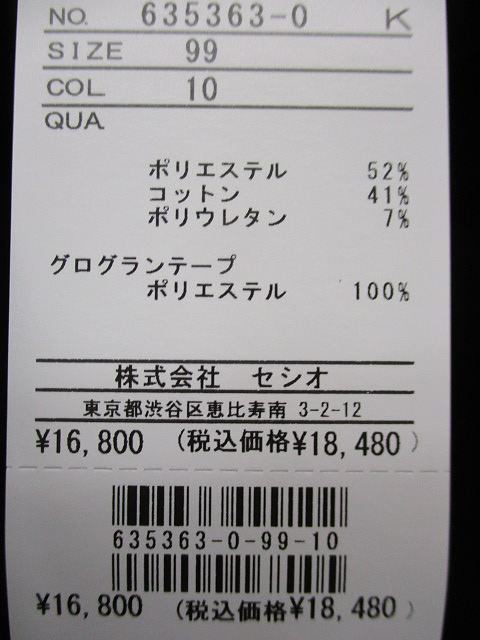 NO. 635363-0 K
SIZE 99
COL 10
QUA
ポリエステル 52%
コットン 41%
ポリウレタン 7%
グログランテープ
ポリエステル 100%
株式会社 セシオ
東京都渋谷区恵比寿南 3-2-12
¥16,800 (税込価格¥18,480)
635363-0-99-10
¥16,800 (税込価格¥18,480)